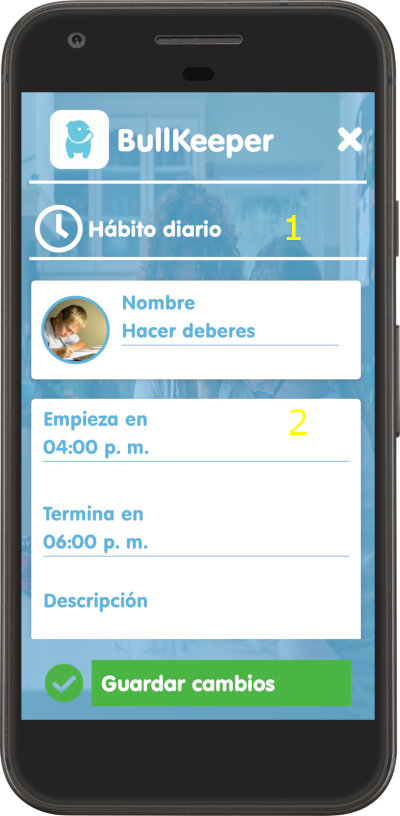 BullKeeper
Hábito diario 1
Nombre
Hacer deberes
Empieza en 2
04:00 p. m.
Termina en
06:00 p. m.
Descripción
Guardar cambios